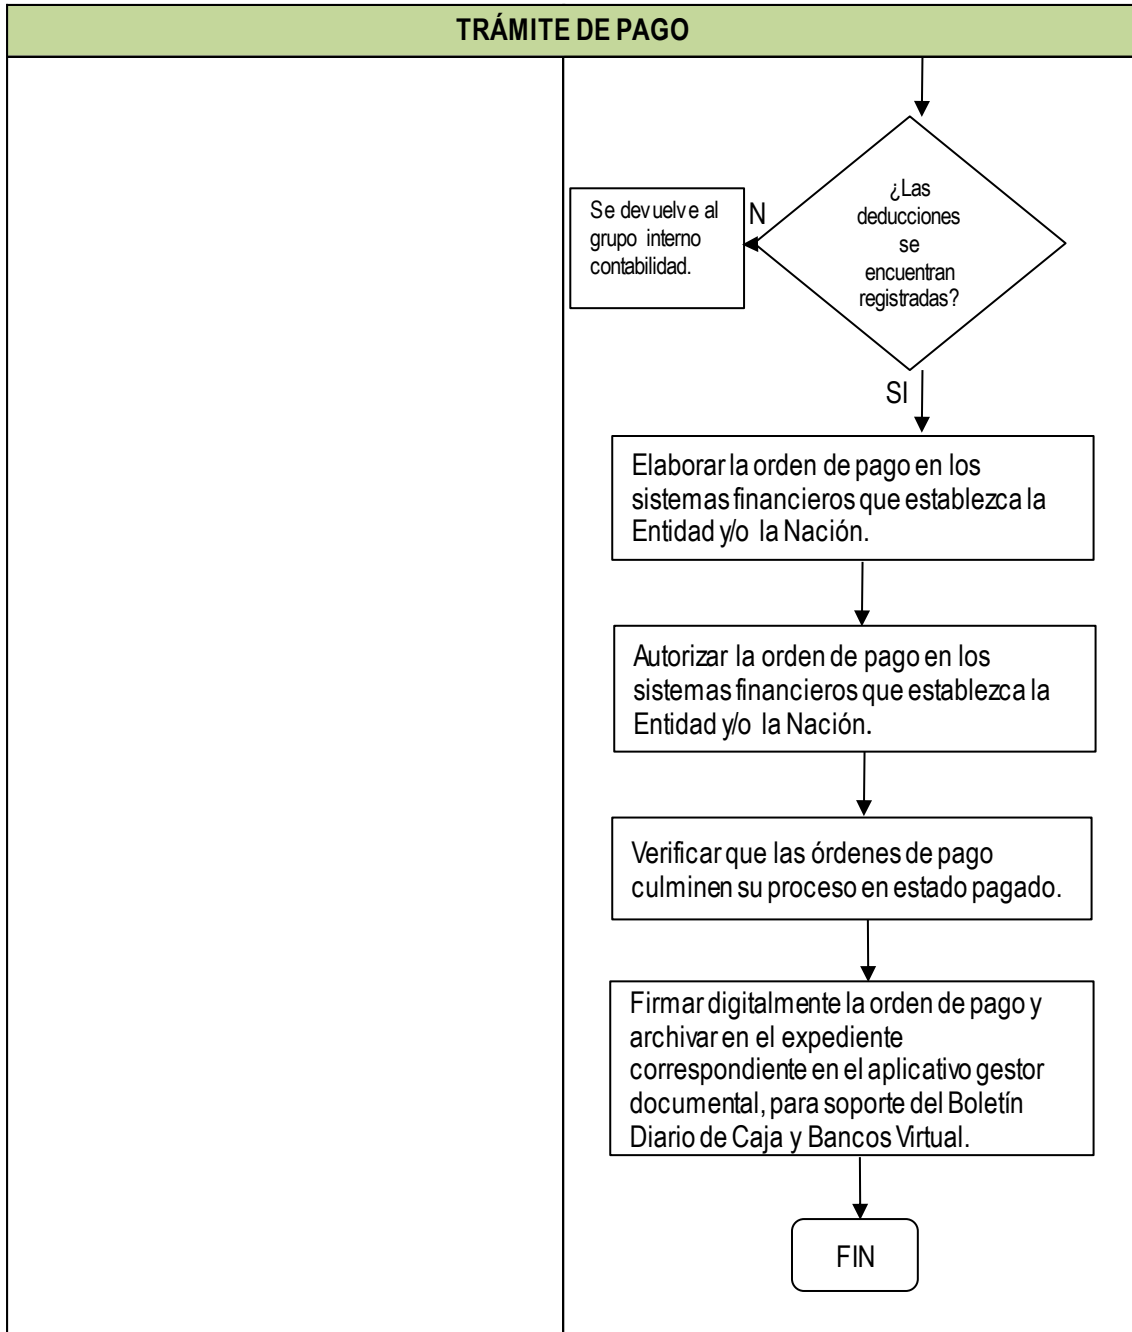 TRÁMITE DE PAGO
¿Las
deducciones
se
encuentran
registradas?
N
Se devuelve al
grupo interno
contabilidad.
SI
Elaborar la orden de pago en los
sistemas financieros que establezca la
Entidad y/o la Nación.
Autorizar la orden de pago en los
sistemas financieros que establezca la
Entidad y/o la Nación.
Verificar que las órdenes de pago
culminen su proceso en estado pagado.
Firmar digitalmente la orden de pago y
archivar en el expediente
correspondiente en el aplicativo gestor
documental, para soporte del Boletín
Diario de Caja y Bancos Virtual.
FIN